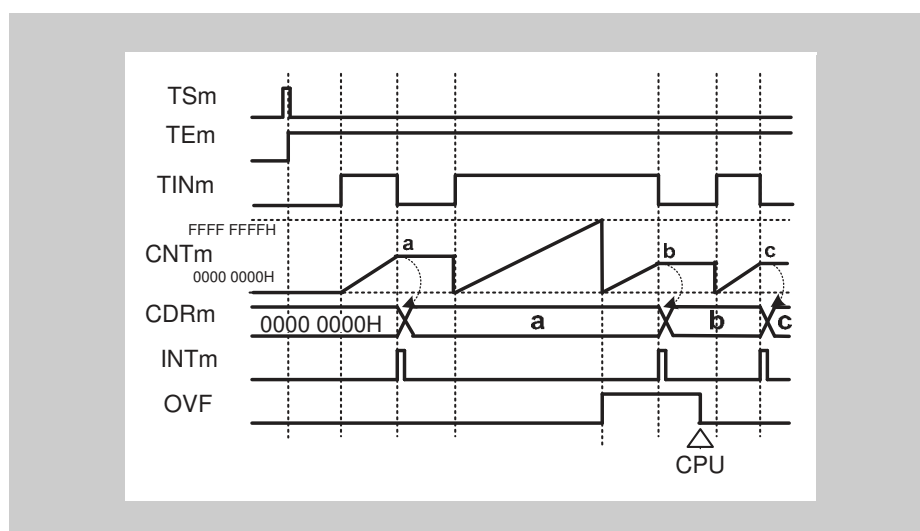 TSm
TEm
TINm
FFFF FFFFH
CNTm
a
b
c
0000 0000H
CDRm
0000 0000H
a
b
c
INTm
OVF
CPU